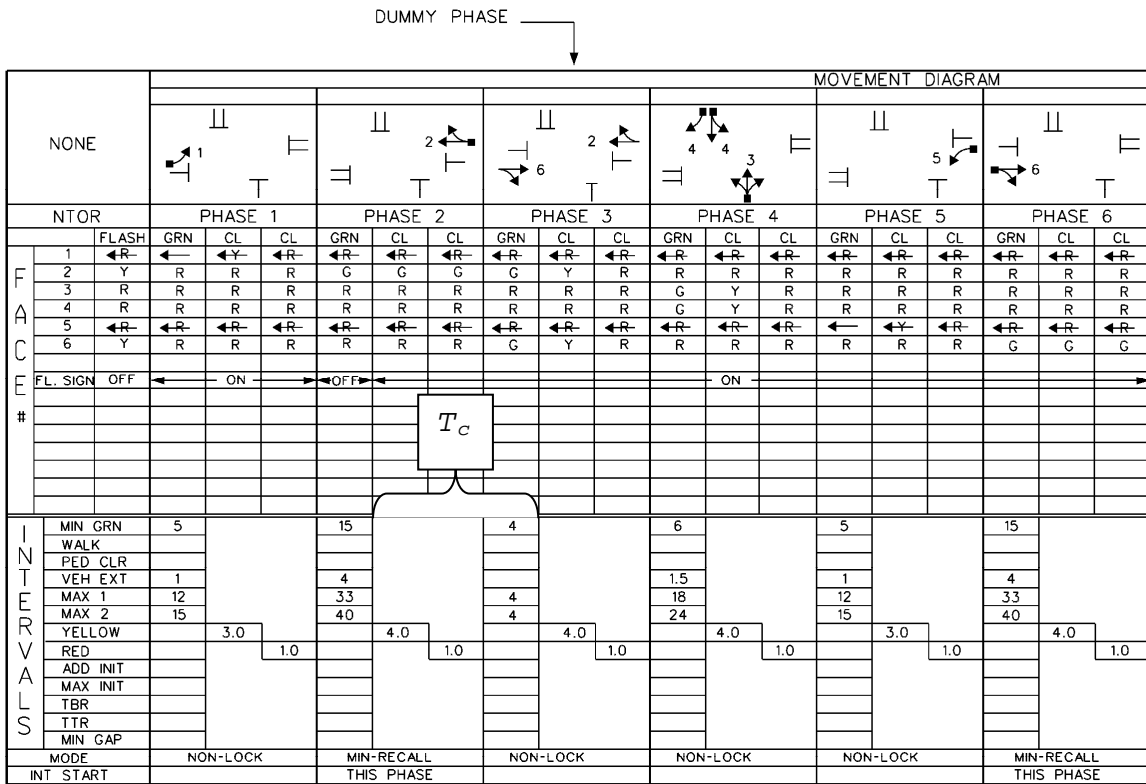 DUMMY PHASE
MOVEMENT DIAGRAM
NONE
1
2
6 2
4 4 3
5
6
NTOR PHASE 1 PHASE 2 PHASE 3 PHASE 4 PHASE 5 PHASE 6
FLASH GRN CL CL GRN CL CL GRN CL CL GRN CL CL GRN CL CL GRN CL CL
FACE #
1 R Y R R R R R R R R R R R R R R R R
2 Y R R R G G G G Y R R R R R R R R R R
3 R R R R R R R R R R G Y R R R R R R R
4 R R R R R R R R R R G Y R R R R R R R
5 R R R R R R R R R R R R R Y R R R R
6 Y R R R R R R G Y R R R R R R R G G G
FL. SIGN OFF ON OFF ON
Tc
INTERVALS
MIN GRN 5 15 4 6 5 15
WALK
PED CLR
VEH EXT 1 4 1.5 1 4
MAX 1 12 33 4 18 12 33
MAX 2 15 40 4 24 15 40
YELLOW 3.0 4.0 4.0 4.0 3.0 4.0
RED 1.0 1.0 1.0 1.0 1.0 1.0
ADD INIT
MAX INIT
TBR
TTR
MIN GAP
MODE NON-LOCK MIN-RECALL NON-LOCK NON-LOCK NON-LOCK MIN-RECALL
INT START THIS PHASE THIS PHASE